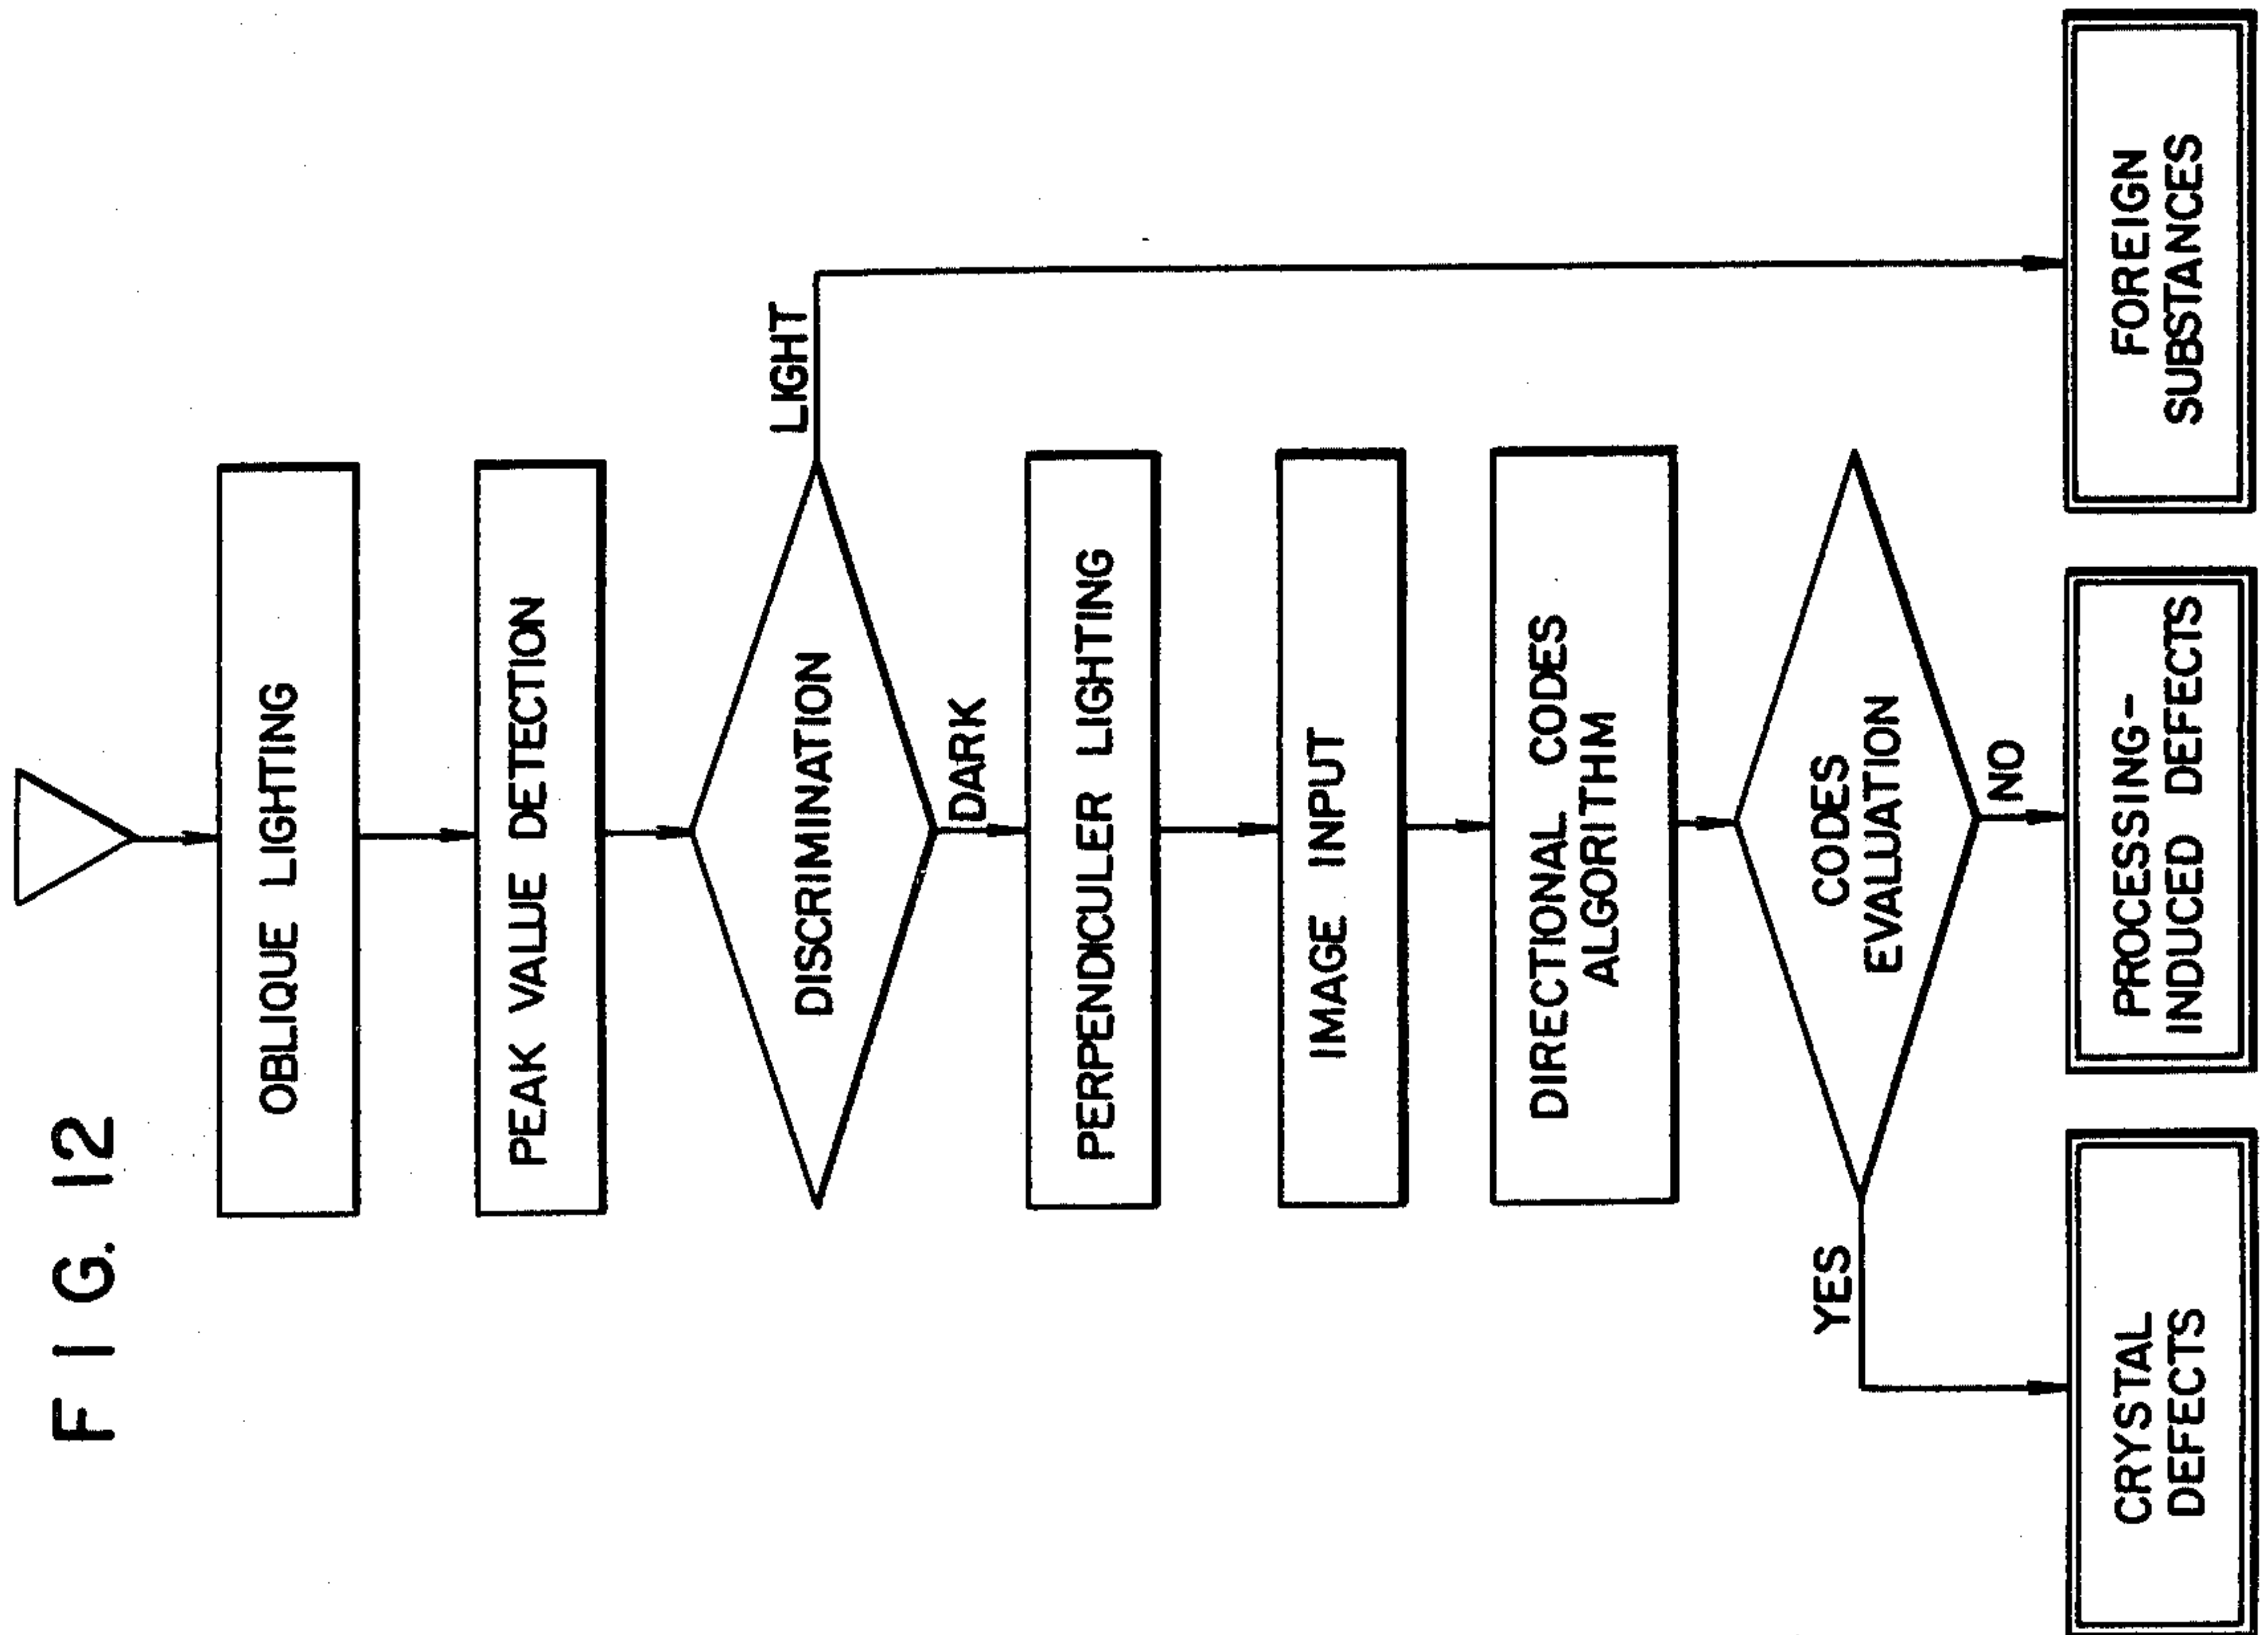 FIG. 12
OBLIQUE LIGHTING
PEAK VALUE DETECTION
DISCRIMINATION
LIGHT
DARK
PERPENDICULER LIGHTING
IMAGE INPUT
DIRECTIONAL CODES
ALGORITHM
CODES
EVALUATION
YES
NO
CRYSTAL
DEFECTS
PROCESSING-
INDUCED DEFECTS
FOREIGN
SUBSTANCES